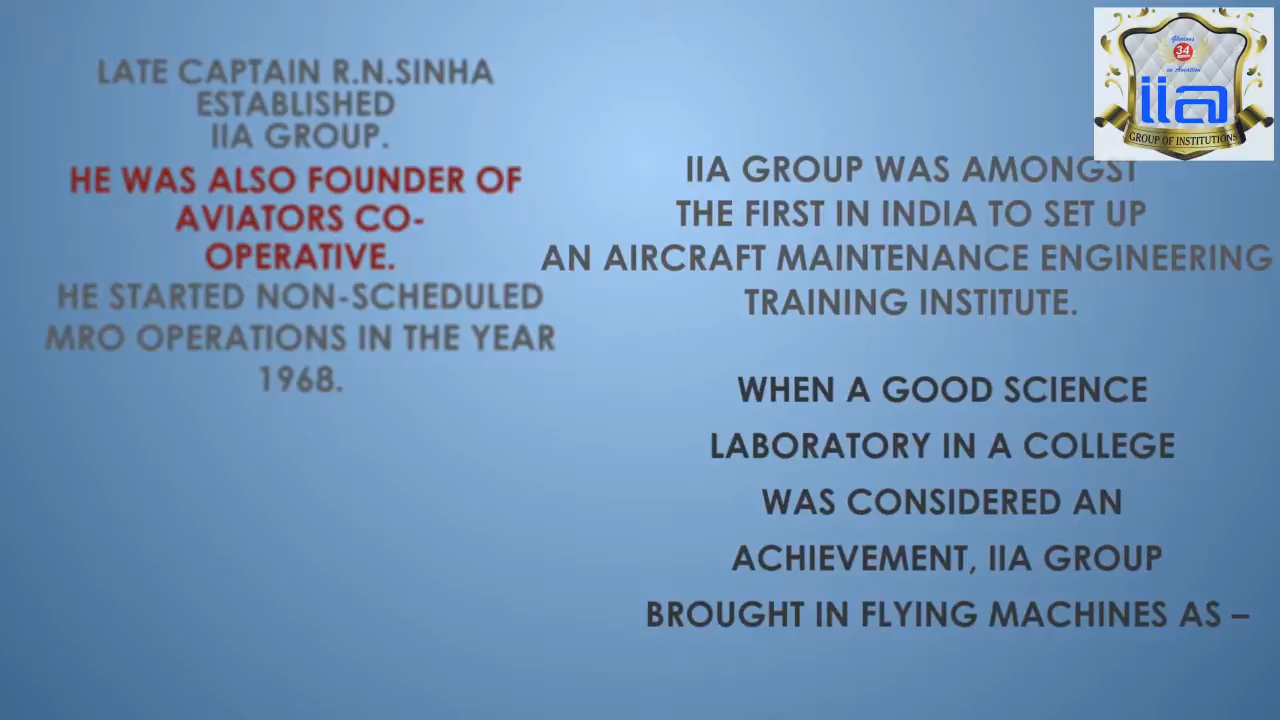 LATE CAPTAIN R.N.SINHA
ESTABLISHED
IIA GROUP.
HE WAS ALSO FOUNDER OF
AVIATORS CO-
OPERATIVE.
HE STARTED NON-SCHEDULED
MRO OPERATIONS IN THE YEAR
1968.
Glorious
34
in Aviation
iia
GROUP OF INSTITUTIONS
IIA GROUP WAS AMONGST
THE FIRST IN INDIA TO SET UP
AN AIRCRAFT MAINTENANCE ENGINEERING
TRAINING INSTITUTE.
WHEN A GOOD SCIENCE
LABORATORY IN A COLLEGE
WAS CONSIDERED AN
ACHIEVEMENT, IIA GROUP
BROUGHT IN FLYING MACHINES AS –